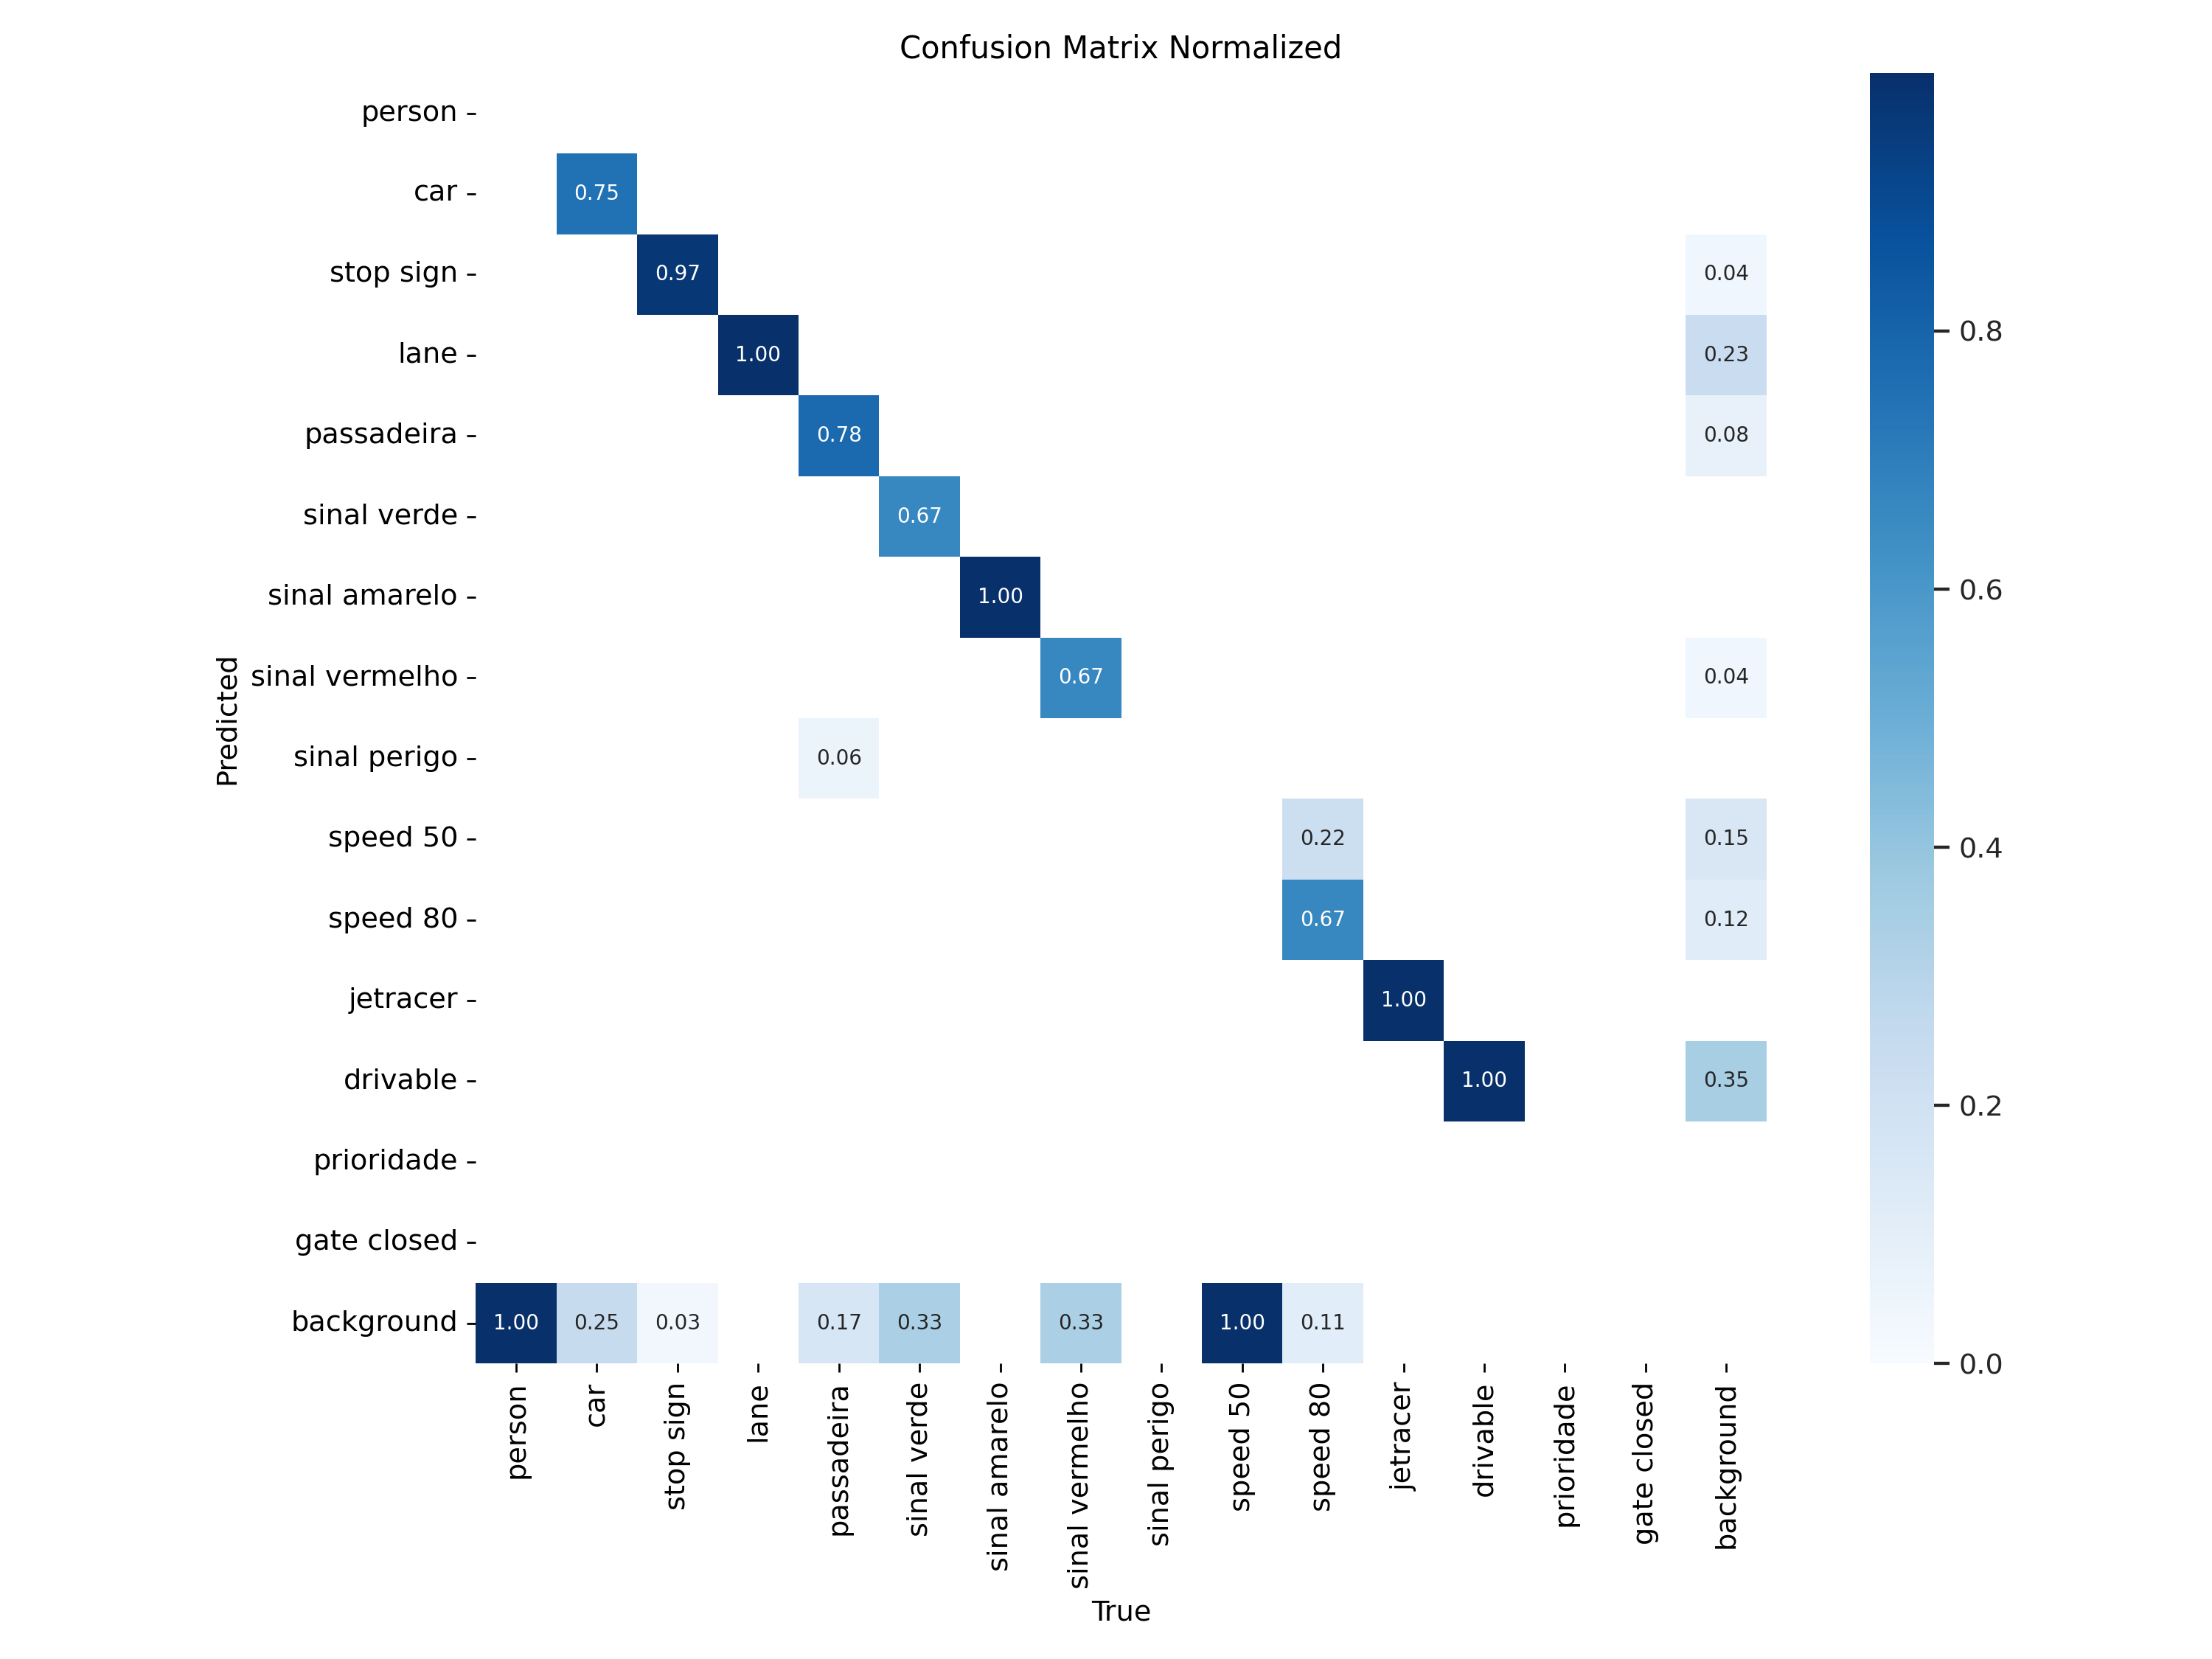 Confusion Matrix Normalized
person
car 0.75
stop sign 0.97 0.04
lane 1.00 0.23
passadeira 0.78 0.08
sinal verde 0.67
sinal amarelo 1.00
sinal vermelho 0.67 0.04
sinal perigo 0.06
speed 50 0.22 0.15
speed 80 0.67 0.12
jetracer 1.00
drivable 1.00 0.35
prioridade
gate closed
background 1.00 0.25 0.03 0.17 0.33 0.33 1.00 0.11
Predicted
person
car
stop sign
lane
passadeira
sinal verde
sinal amarelo
sinal vermelho
sinal perigo
speed 50
speed 80
jetracer
drivable
prioridade
gate closed
background
True
0.8
0.6
0.4
0.2
0.0